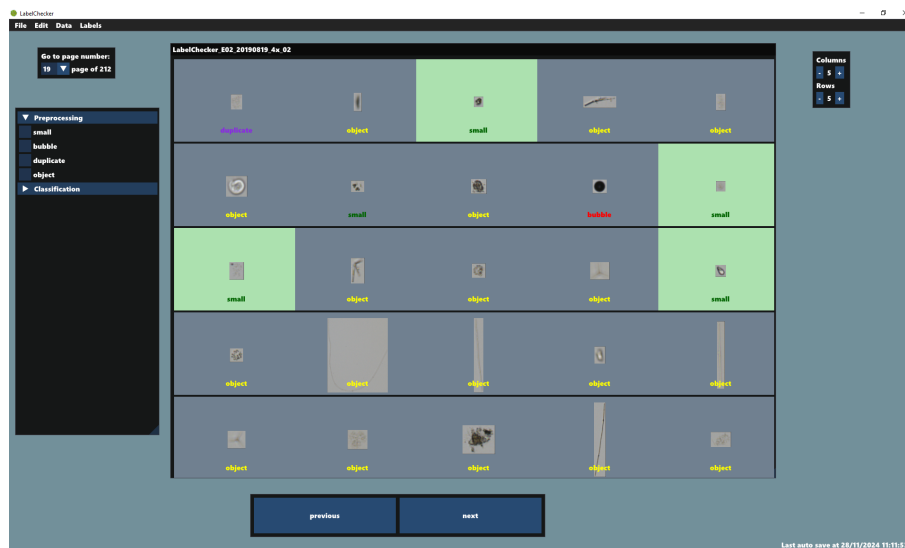 LabelChecker
File Edit Data Labels
Go to page number:
19 page of 212
LabelChecker_E02_20190819_4x_02
Columns
- 5 +
Rows
- 5 +
Preprocessing
small
bubble
duplicate
object
Classification
duplicate object small object object
object small object bubble small
small object object object small
object object object object object
object object object object object
previous next
Last auto save at 28/11/2024 11:11:5